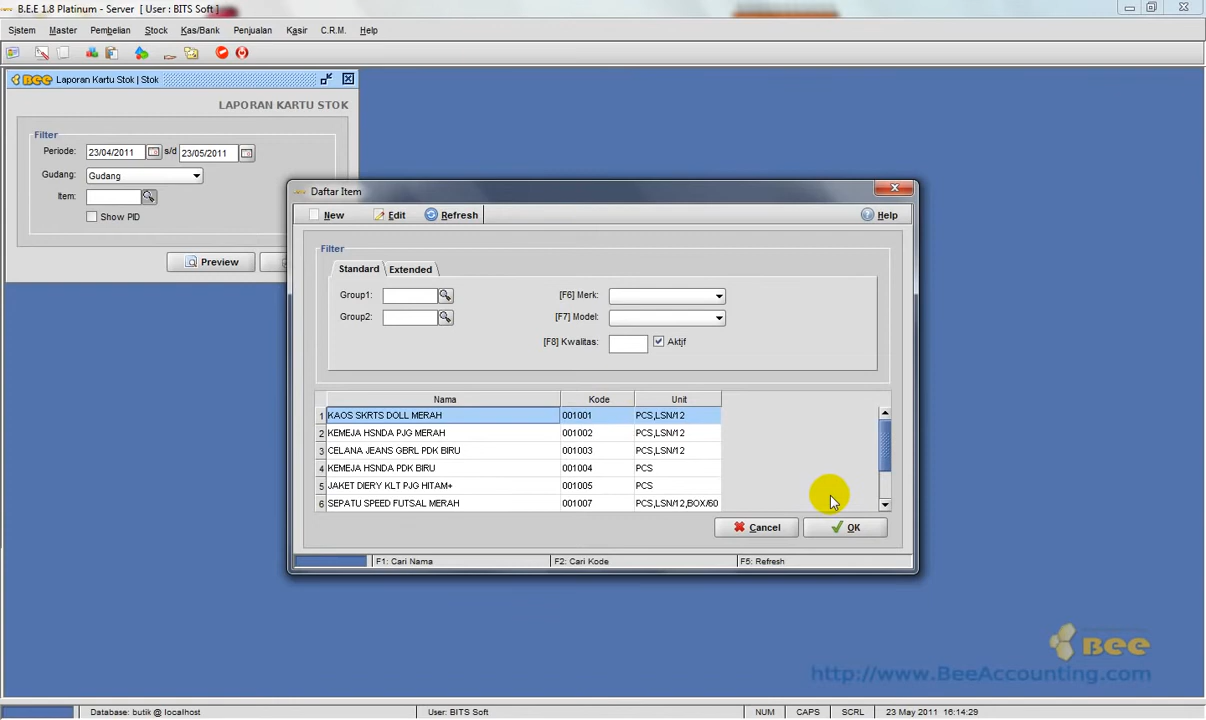 B.E.E 1.8 Platinum - Server [ User : BITS Soft ]
Sistem Master Pembelian Stock Kas/Bank Penjualan Kasir C.R.M. Help
BEE Laporan Kartu Stok | Stok
LAPORAN KARTU STOK
Filter
Periode: 23/04/2011 s/d 23/05/2011
Gudang: Gudang
Item:
Show PID
Preview
Daftar Item
New Edit Refresh Help
Filter
Standard Extended
Group1: [F6] Merk:
Group2: [F7] Model:
[F8] Kwalitas: Aktif
Nama Kode Unit
1 KAOS SKRTS DOLL MERAH 001001 PCS,LSN/12
2 KEMEJA HSNDA PJG MERAH 001002 PCS,LSN/12
3 CELANA JEANS GBRL PDK BIRU 001003 PCS,LSN/12
4 KEMEJA HSNDA PDK BIRU 001004 PCS
5 JAKET DIERY KLT PJG HITAM+ 001005 PCS
6 SEPATU SPEED FUTSAL MERAH 001007 PCS,LSN/12,BOX/60
Cancel OK
F1: Cari Nama F2: Cari Kode F5: Refresh
BEE
http://www.BeeAccounting.com
Database: butik @ localhost User: BITS Soft NUM CAPS SCRL 23 May 2011 16:14:29